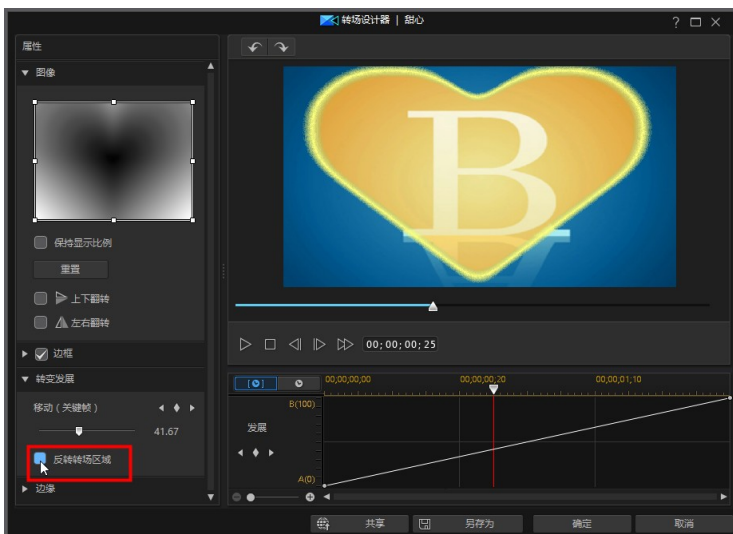 转场设计器 | 甜心
属性
图像
保持显示比例
重置
上下翻转
左右翻转
边框
转变发展
移动（关键帧）
41.67
反转转场区域
边缘
B
A
00;00;00;25
00;00;00;00 00;00;00;20 00;00;01;10
B(100)
发展
A(0)
共享 另存为 确定 取消